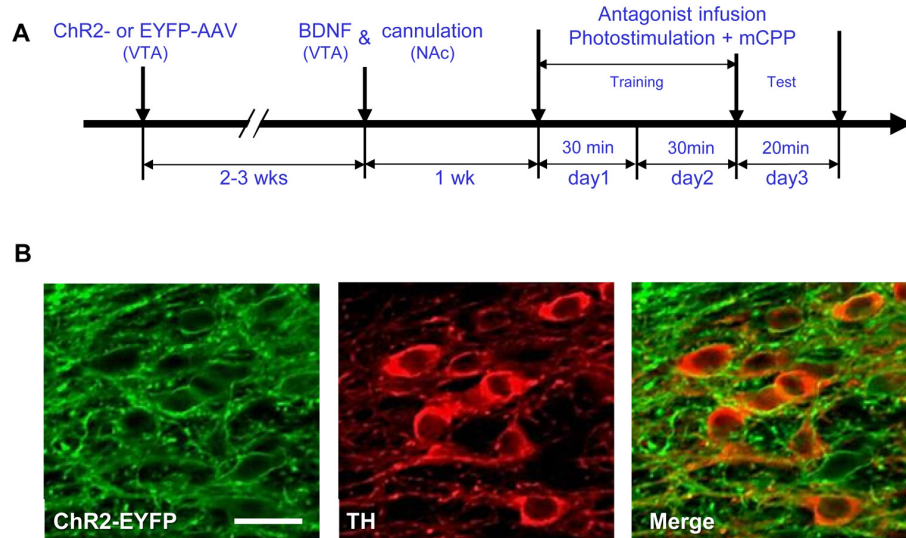 A
ChR2- or EYFP-AAV
(VTA)
BDNF & cannulation
(VTA) (NAc)
Antagonist infusion
Photostimulation + mCPP
Training
Test
30 min
30min
20min
2-3 wks
1 wk
day1
day2
day3
B
ChR2-EYFP
TH
Merge